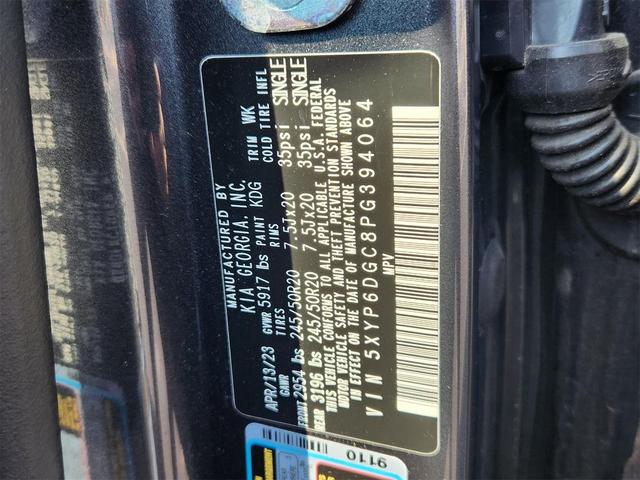 MANUFACTURED BY
KIA GEORGIA, INC.
APR/13/23 GVWR 5917 lbs PAINT KDG TRIM WK
GAWR TIRES RIMS COLD TIRE INFL
FRONT 2954 lbs 245/50R20 7.5Jx20 35psi SINGLE
REAR 3196 lbs 245/50R20 7.5Jx20 35psi SINGLE
THIS VEHICLE CONFORMS TO ALL APPLICABLE U.S.A. FEDERAL
MOTOR VEHICLE SAFETY AND THEFT PREVENTION STANDARDS
IN EFFECT ON THE DATE OF MANUFACTURE SHOWN ABOVE
VIN 5XYP6DGC8PG394064
MPV
9110